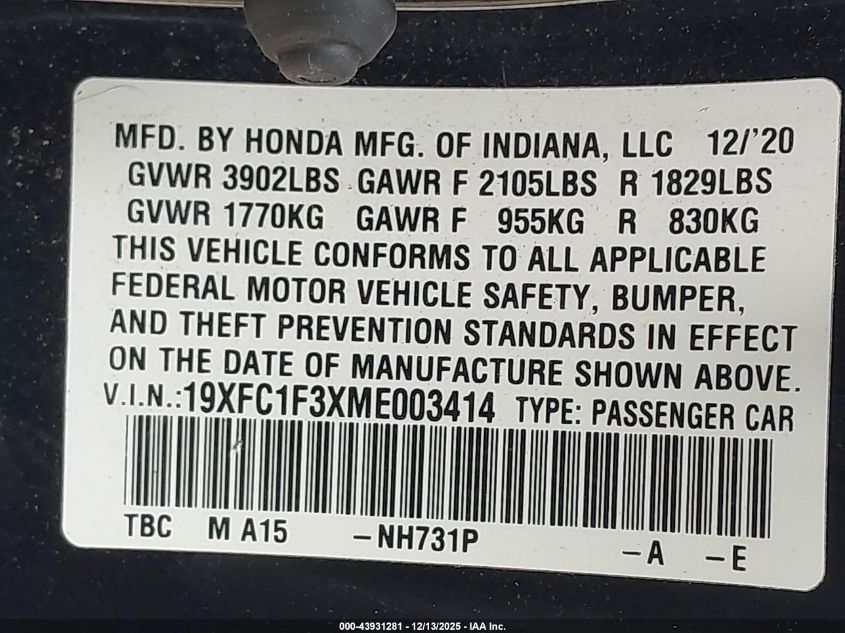 MFD. BY HONDA MFG. OF INDIANA, LLC 12/'20
GVWR 3902LBS GAWR F 2105LBS R 1829LBS
GVWR 1770KG GAWR F 955KG R 830KG
THIS VEHICLE CONFORMS TO ALL APPLICABLE
FEDERAL MOTOR VEHICLE SAFETY, BUMPER,
AND THEFT PREVENTION STANDARDS IN EFFECT
ON THE DATE OF MANUFACTURE SHOWN ABOVE.
V.I.N.:19XFC1F3XME003414 TYPE: PASSENGER CAR
TBC M A15 -NH731P -A -E
000-43931281 - 12/13/2025 - IAA Inc.